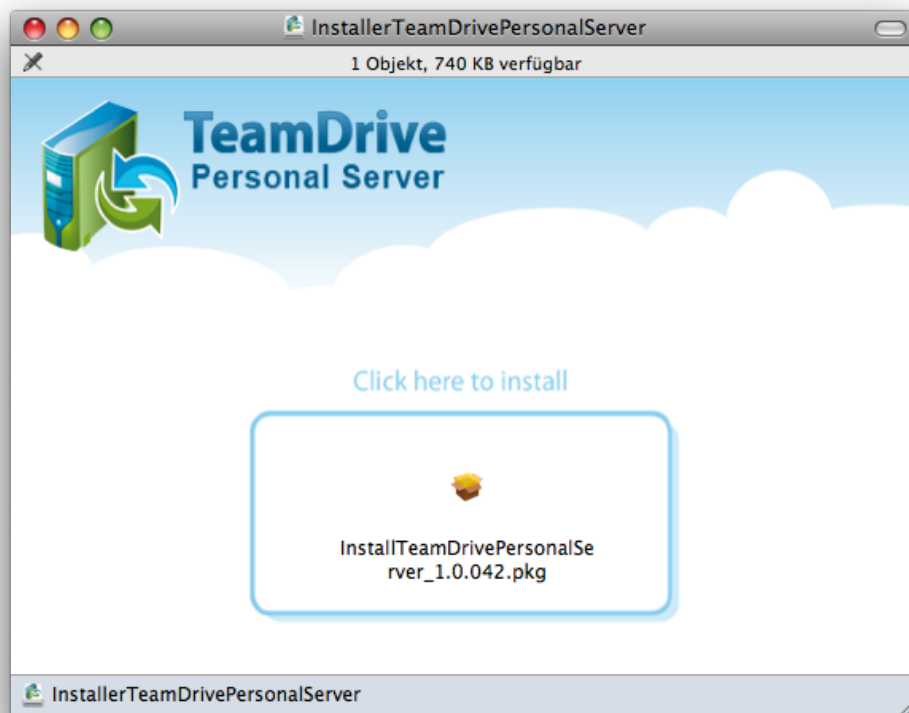 InstallerTeamDrivePersonalServer
1 Objekt, 740 KB verfügbar
TeamDrive
Personal Server
Click here to install
InstallTeamDrivePersonalSe
rver_1.0.042.pkg
InstallerTeamDrivePersonalServer